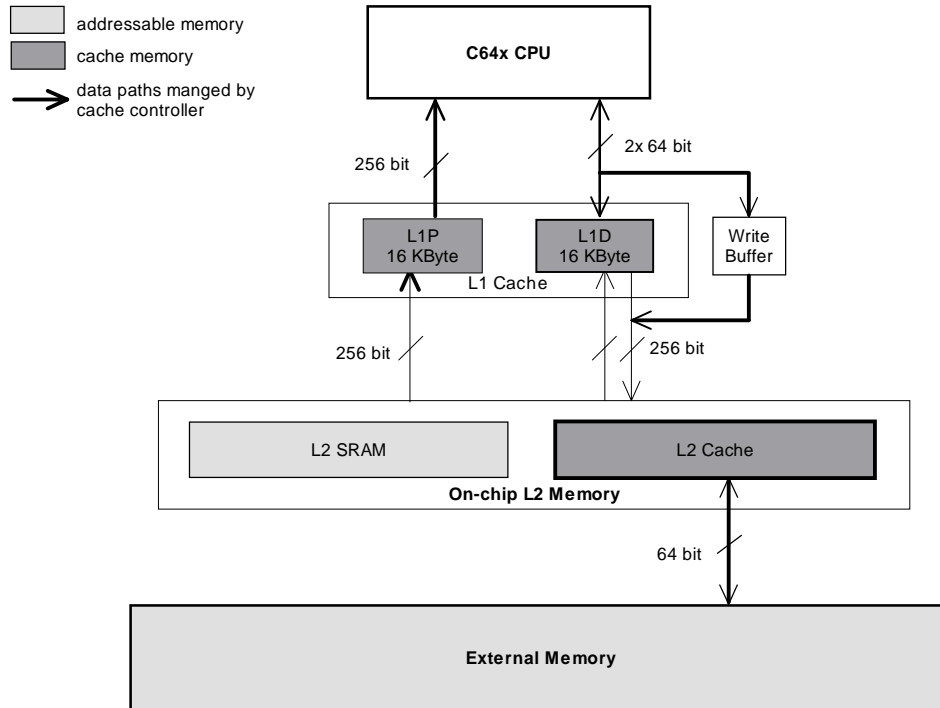 addressable memory
cache memory
data paths manged by
cache controller
C64x CPU
256 bit
2x 64 bit
L1P
16 KByte
L1D
16 KByte
Write
Buffer
L1 Cache
256 bit
256 bit
L2 SRAM
L2 Cache
On-chip L2 Memory
64 bit
External Memory